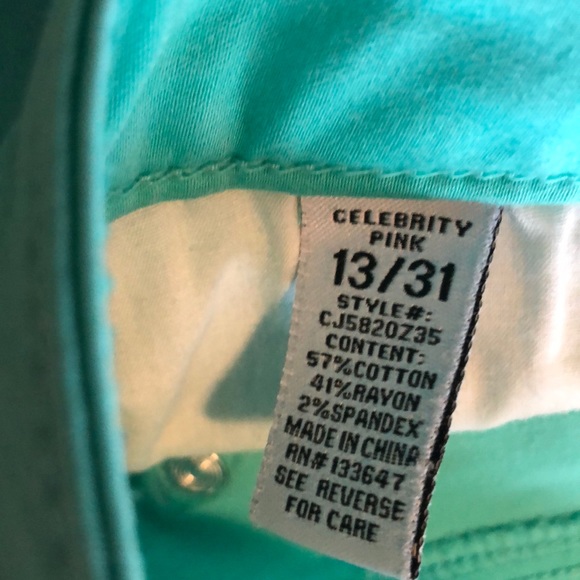 CELEBRITY
PINK
13/31
STYLE#:
CJ5820Z35
CONTENT:
57%COTTON
41%RAYON
2%SPANDEX
MADE IN CHINA
RN# 133647
SEE REVERSE
FOR CARE